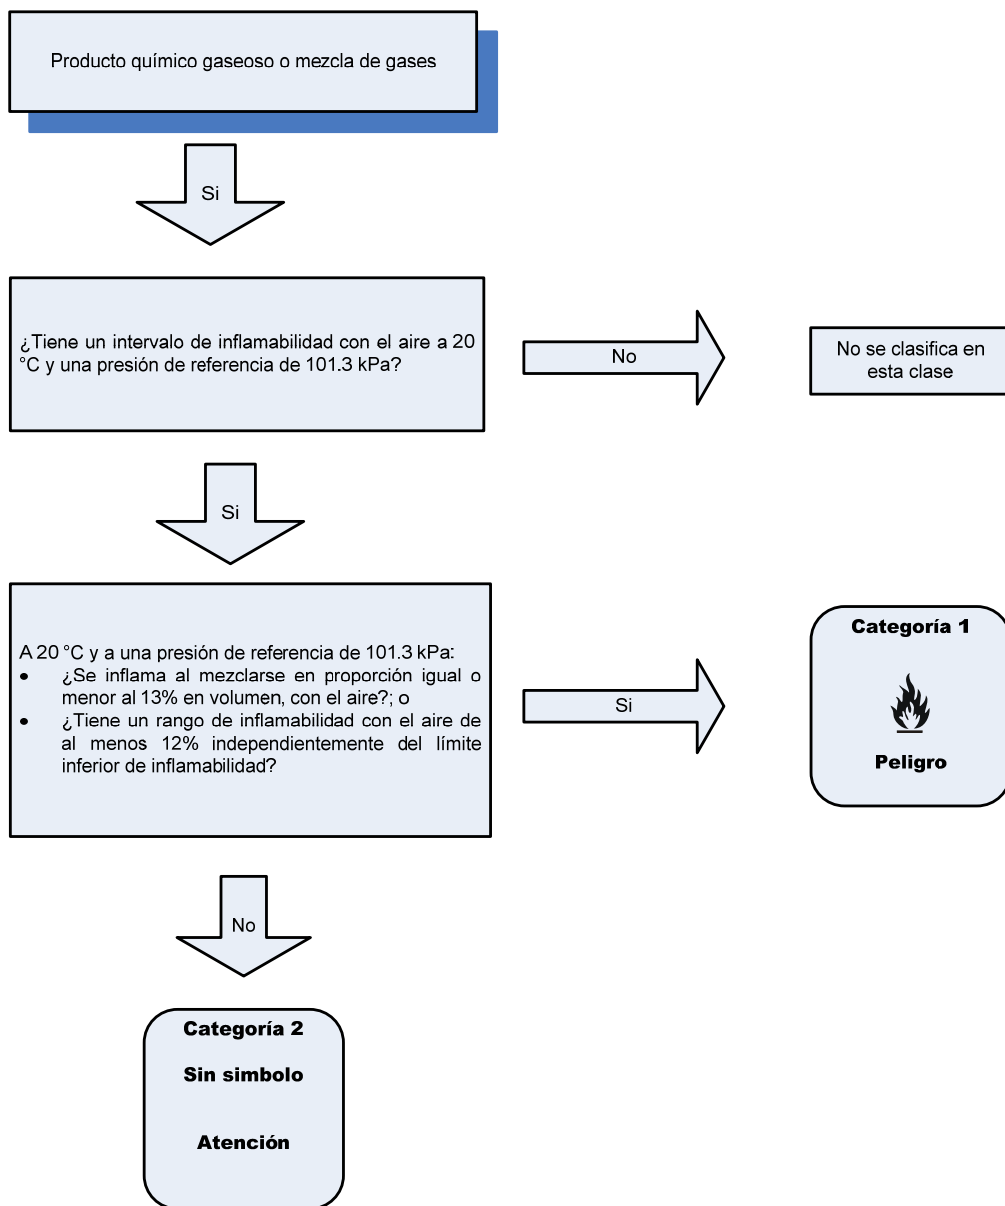 Producto químico gaseoso o mezcla de gases
Si
¿Tiene un intervalo de inflamabilidad con el aire a 20
°C y una presión de referencia de 101.3 kPa?
No
No se clasifica en
esta clase
Si
A 20 °C y a una presión de referencia de 101.3 kPa:
• ¿Se inflama al mezclarse en proporción igual o
menor al 13% en volumen, con el aire?; o
• ¿Tiene un rango de inflamabilidad con el aire de
al menos 12% independientemente del límite
inferior de inflamabilidad?
Si
Categoría 1
Peligro
No
Categoría 2
Sin simbolo
Atención